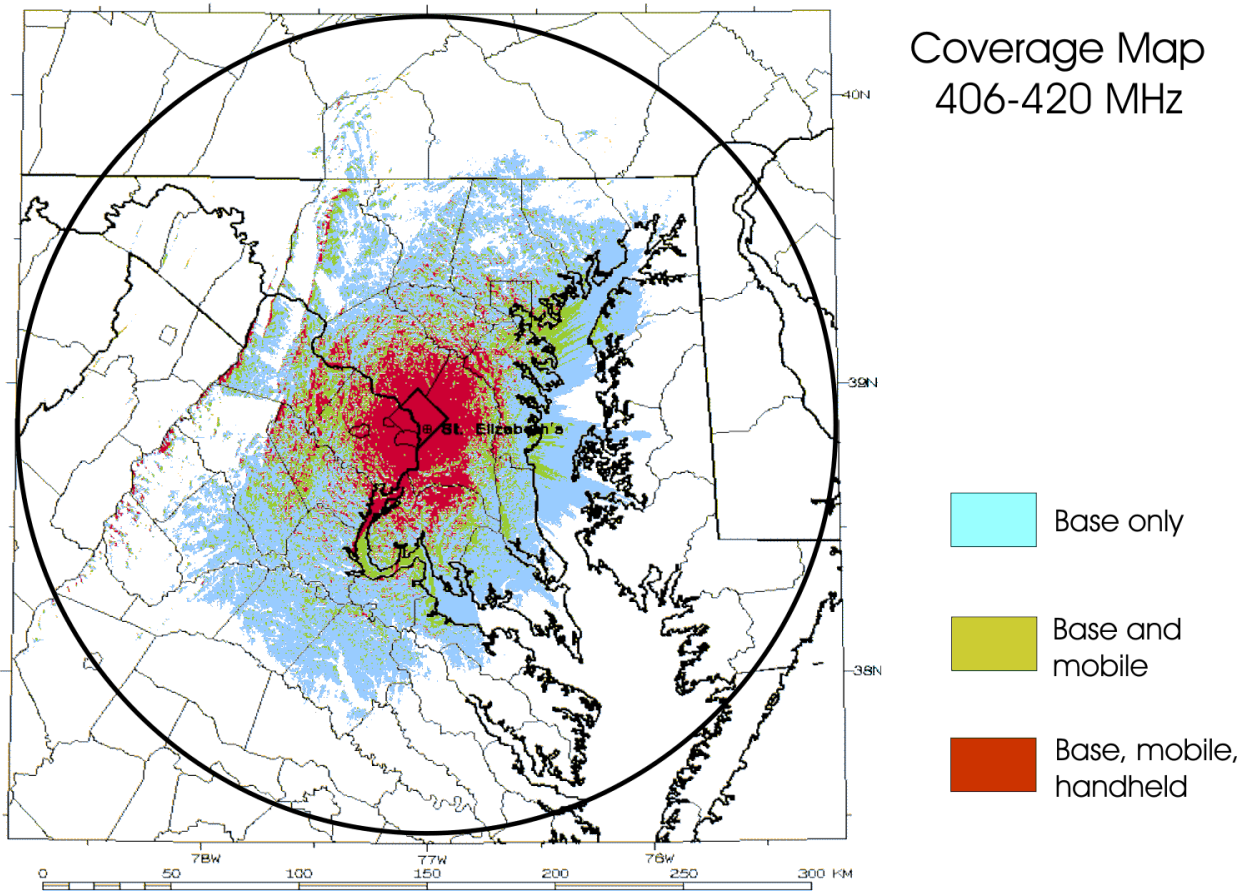 Coverage Map
406-420 MHz
40N
39N
St. Elizabeth's
Base only
Base and
mobile
38N
Base, mobile,
handheld
78W
77W
76W
0 50 100 150 200 250 300 KM